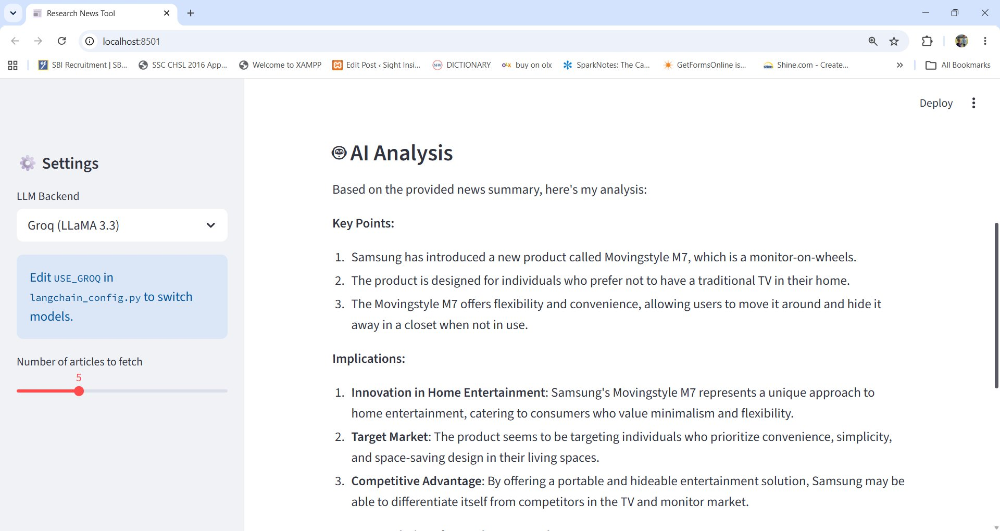 Research News Tool
localhost:8501
SBI Recruitment | SB...
SSC CHSL 2016 App...
Welcome to XAMPP
Edit Post ‹ Sight Insi...
M-W
DICTIONARY
OLX
buy on olx
SparkNotes: The Ca...
GetFormsOnline is...
shine
Shine.com - Create...
All Bookmarks
Deploy
Settings
LLM Backend
Groq (LLaMA 3.3)
Edit USE_GROQ in
langchain_config.py to switch
models.
Number of articles to fetch
5
AI Analysis
Based on the provided news summary, here's my analysis:
Key Points:
1. Samsung has introduced a new product called Movingstyle M7, which is a monitor-on-wheels.
2. The product is designed for individuals who prefer not to have a traditional TV in their home.
3. The Movingstyle M7 offers flexibility and convenience, allowing users to move it around and hide it
away in a closet when not in use.
Implications:
1. Innovation in Home Entertainment: Samsung's Movingstyle M7 represents a unique approach to
home entertainment, catering to consumers who value minimalism and flexibility.
2. Target Market: The product seems to be targeting individuals who prioritize convenience, simplicity,
and space-saving design in their living spaces.
3. Competitive Advantage: By offering a portable and hideable entertainment solution, Samsung may be
able to differentiate itself from competitors in the TV and monitor market.